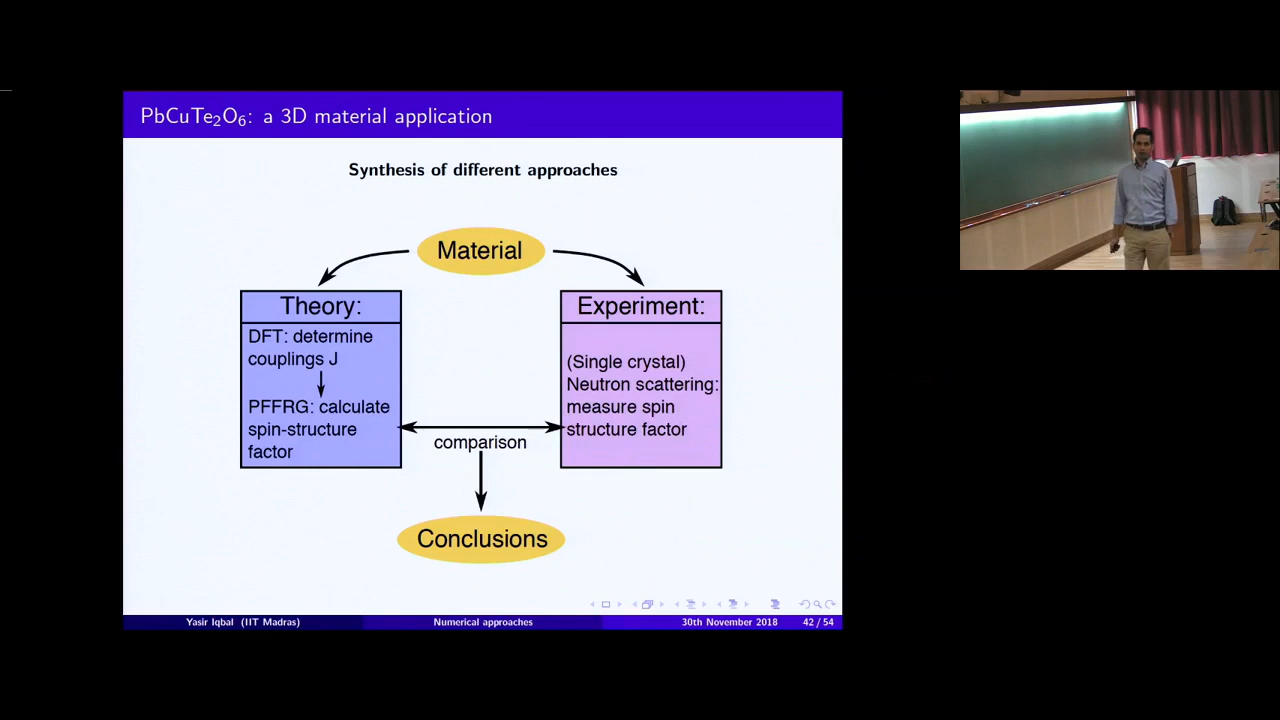 PbCuTe₂O₆: a 3D material application
Synthesis of different approaches
Material
Theory:
DFT: determine
couplings J
PFFRG: calculate
spin-structure
factor
Experiment:
(Single crystal)
Neutron scattering:
measure spin
structure factor
comparison
Conclusions
Yasir Iqbal (IIT Madras)
Numerical approaches
30th November 2018
42 / 54